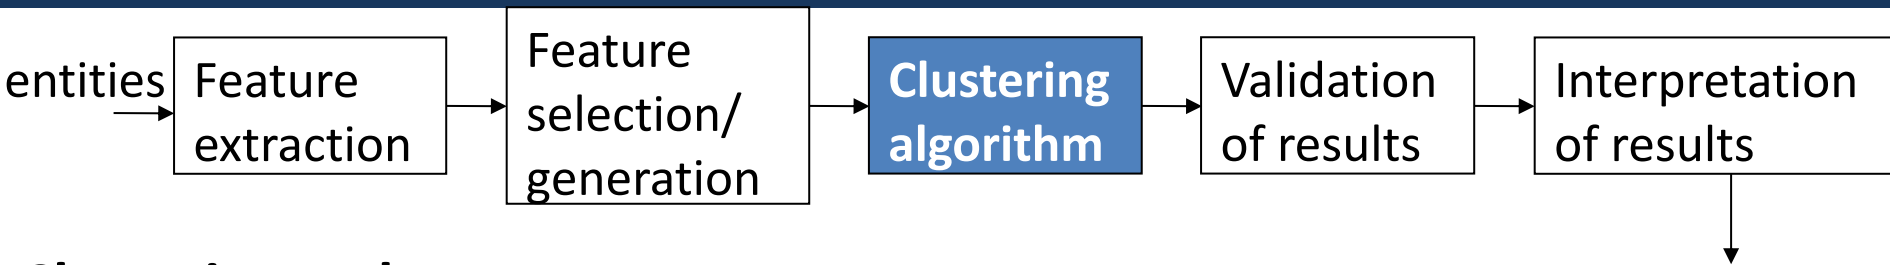 entities
Feature
extraction
Feature
selection/
generation
Clustering
algorithm
Validation
of results
Interpretation
of results